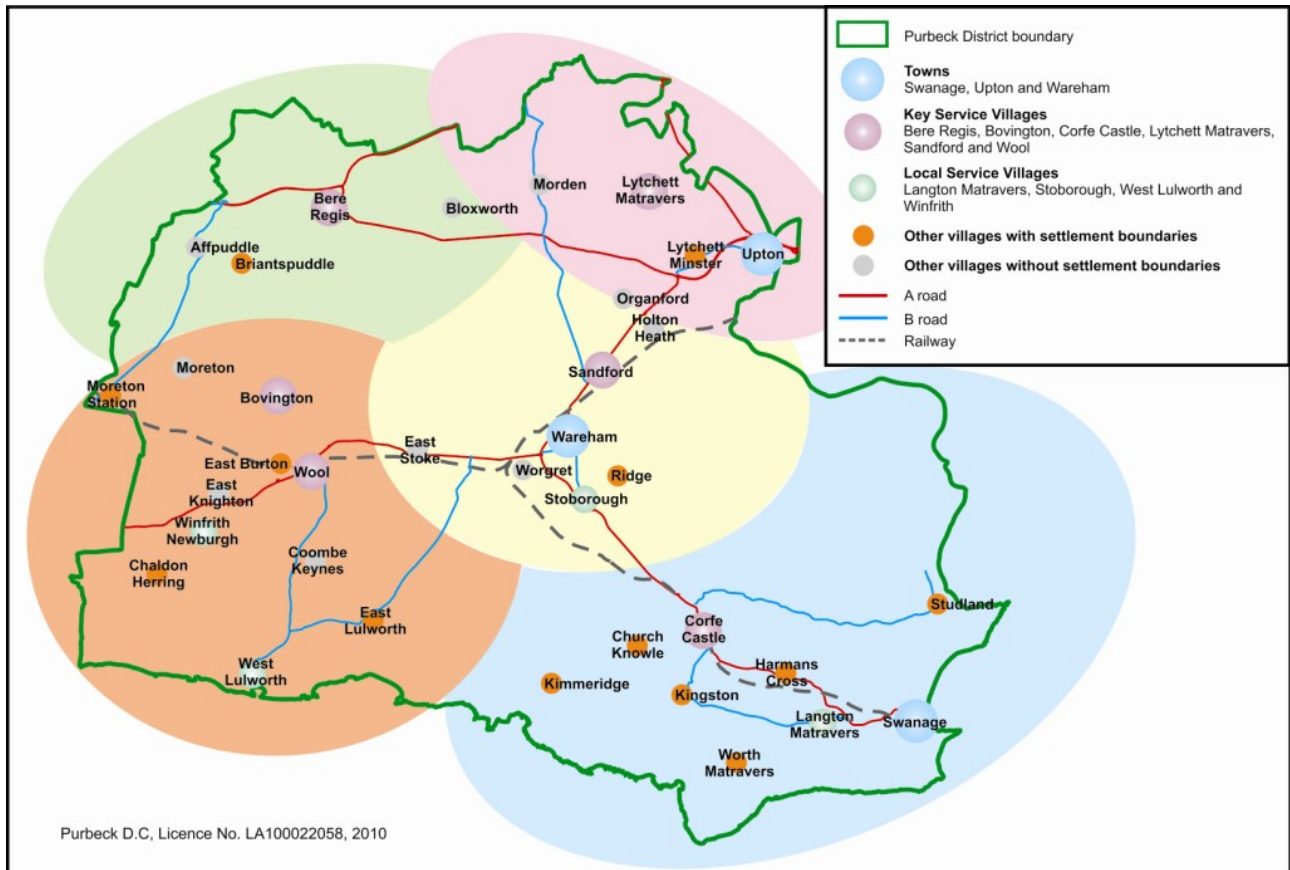 Purbeck District boundary
Towns
Swanage, Upton and Wareham
Key Service Villages
Bere Regis, Bovington, Corfe Castle, Lytchett Matravers,
Sandford and Wool
Local Service Villages
Langton Matravers, Stoborough, West Lulworth and
Winfrith
Other villages with settlement boundaries
Other villages without settlement boundaries
A road
B road
Railway
Morden
Lytchett
Matravers
Bere
Regis
Bloxworth
Affpuddle
Briantspuddle
Lytchett
Minster
Upton
Organford
Holton
Heath
Moreton
Sandford
Moreton
Station
Bovington
Wareham
East
Stoke
East Burton
Wool
Worgret
Ridge
East
Knighton
Stoborough
Winfrith
Newburgh
Coombe
Keynes
Chaldon
Herring
East
Lulworth
Studland
Corfe
Castle
Church
Knowle
West
Lulworth
Harmans
Cross
Kimmeridge
Kingston
Langton
Matravers
Swanage
Worth
Matravers
Purbeck D.C, Licence No. LA100022058, 2010